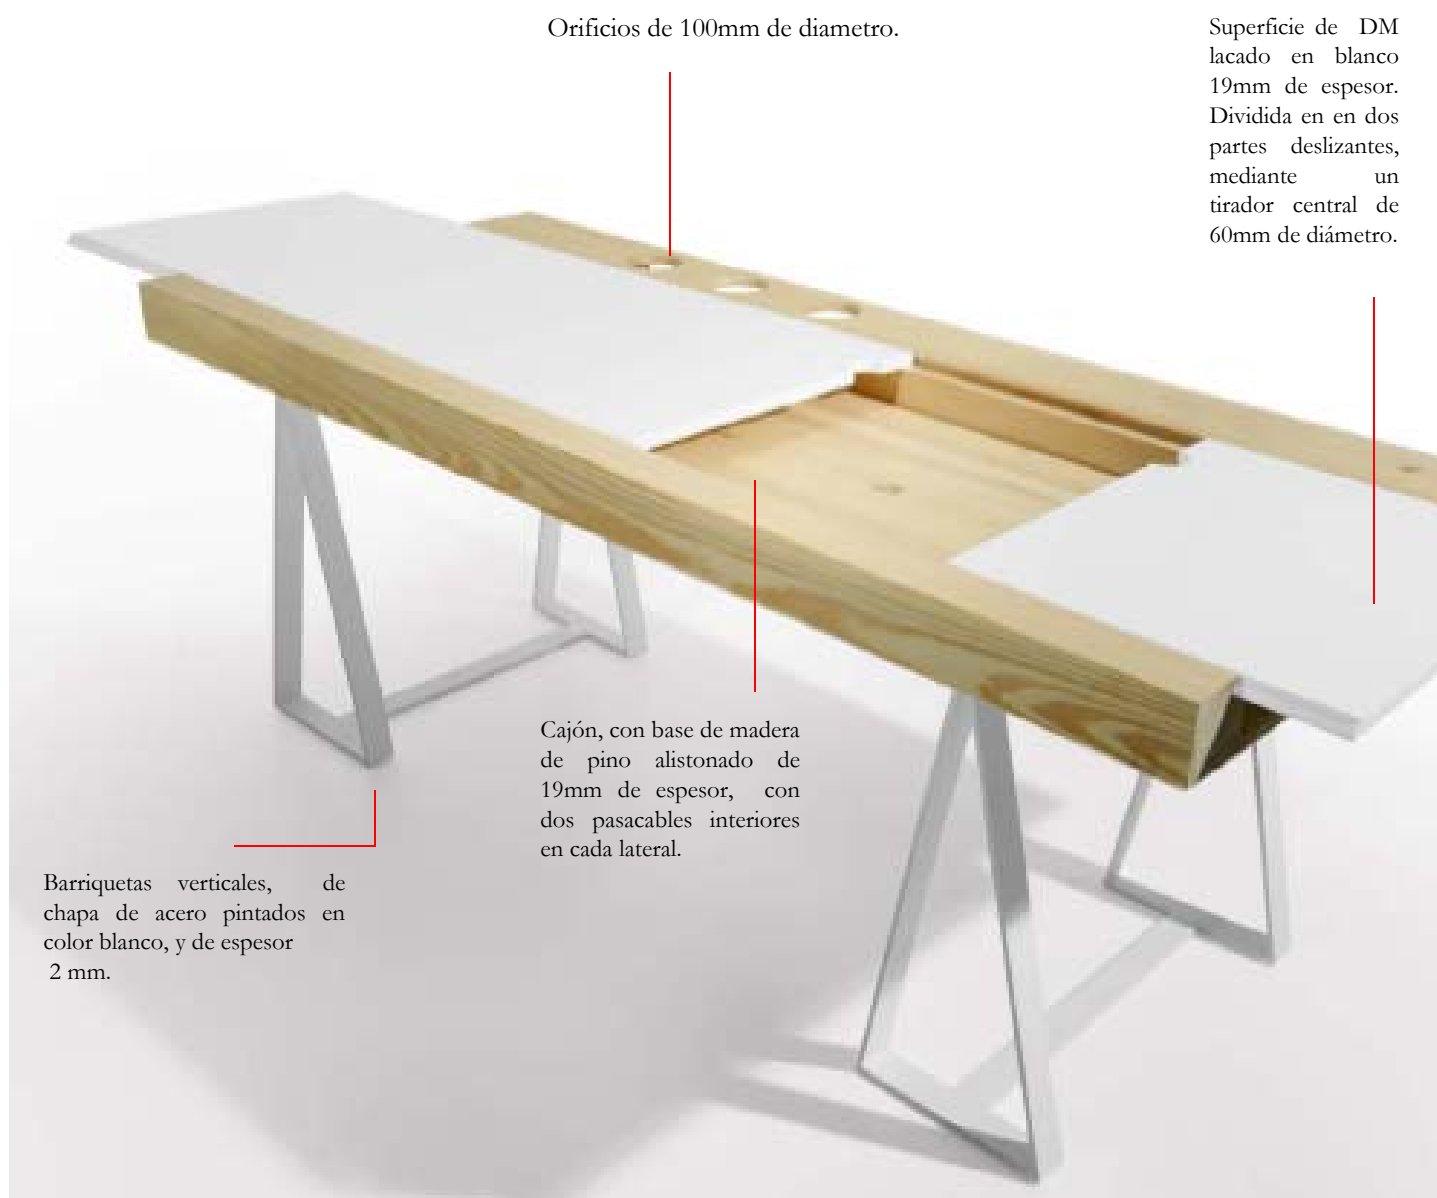 Orificios de 100mm de diametro.
Superficie de DM
lacado en blanco
19mm de espesor.
Dividida en en dos
partes deslizantes,
mediante un
tirador central de
60mm de diámetro.
Cajón, con base de madera
de pino alistonado de
19mm de espesor, con
dos pasacables interiores
en cada lateral.
Barriquetas verticales, de
chapa de acero pintados en
color blanco, y de espesor
2 mm.